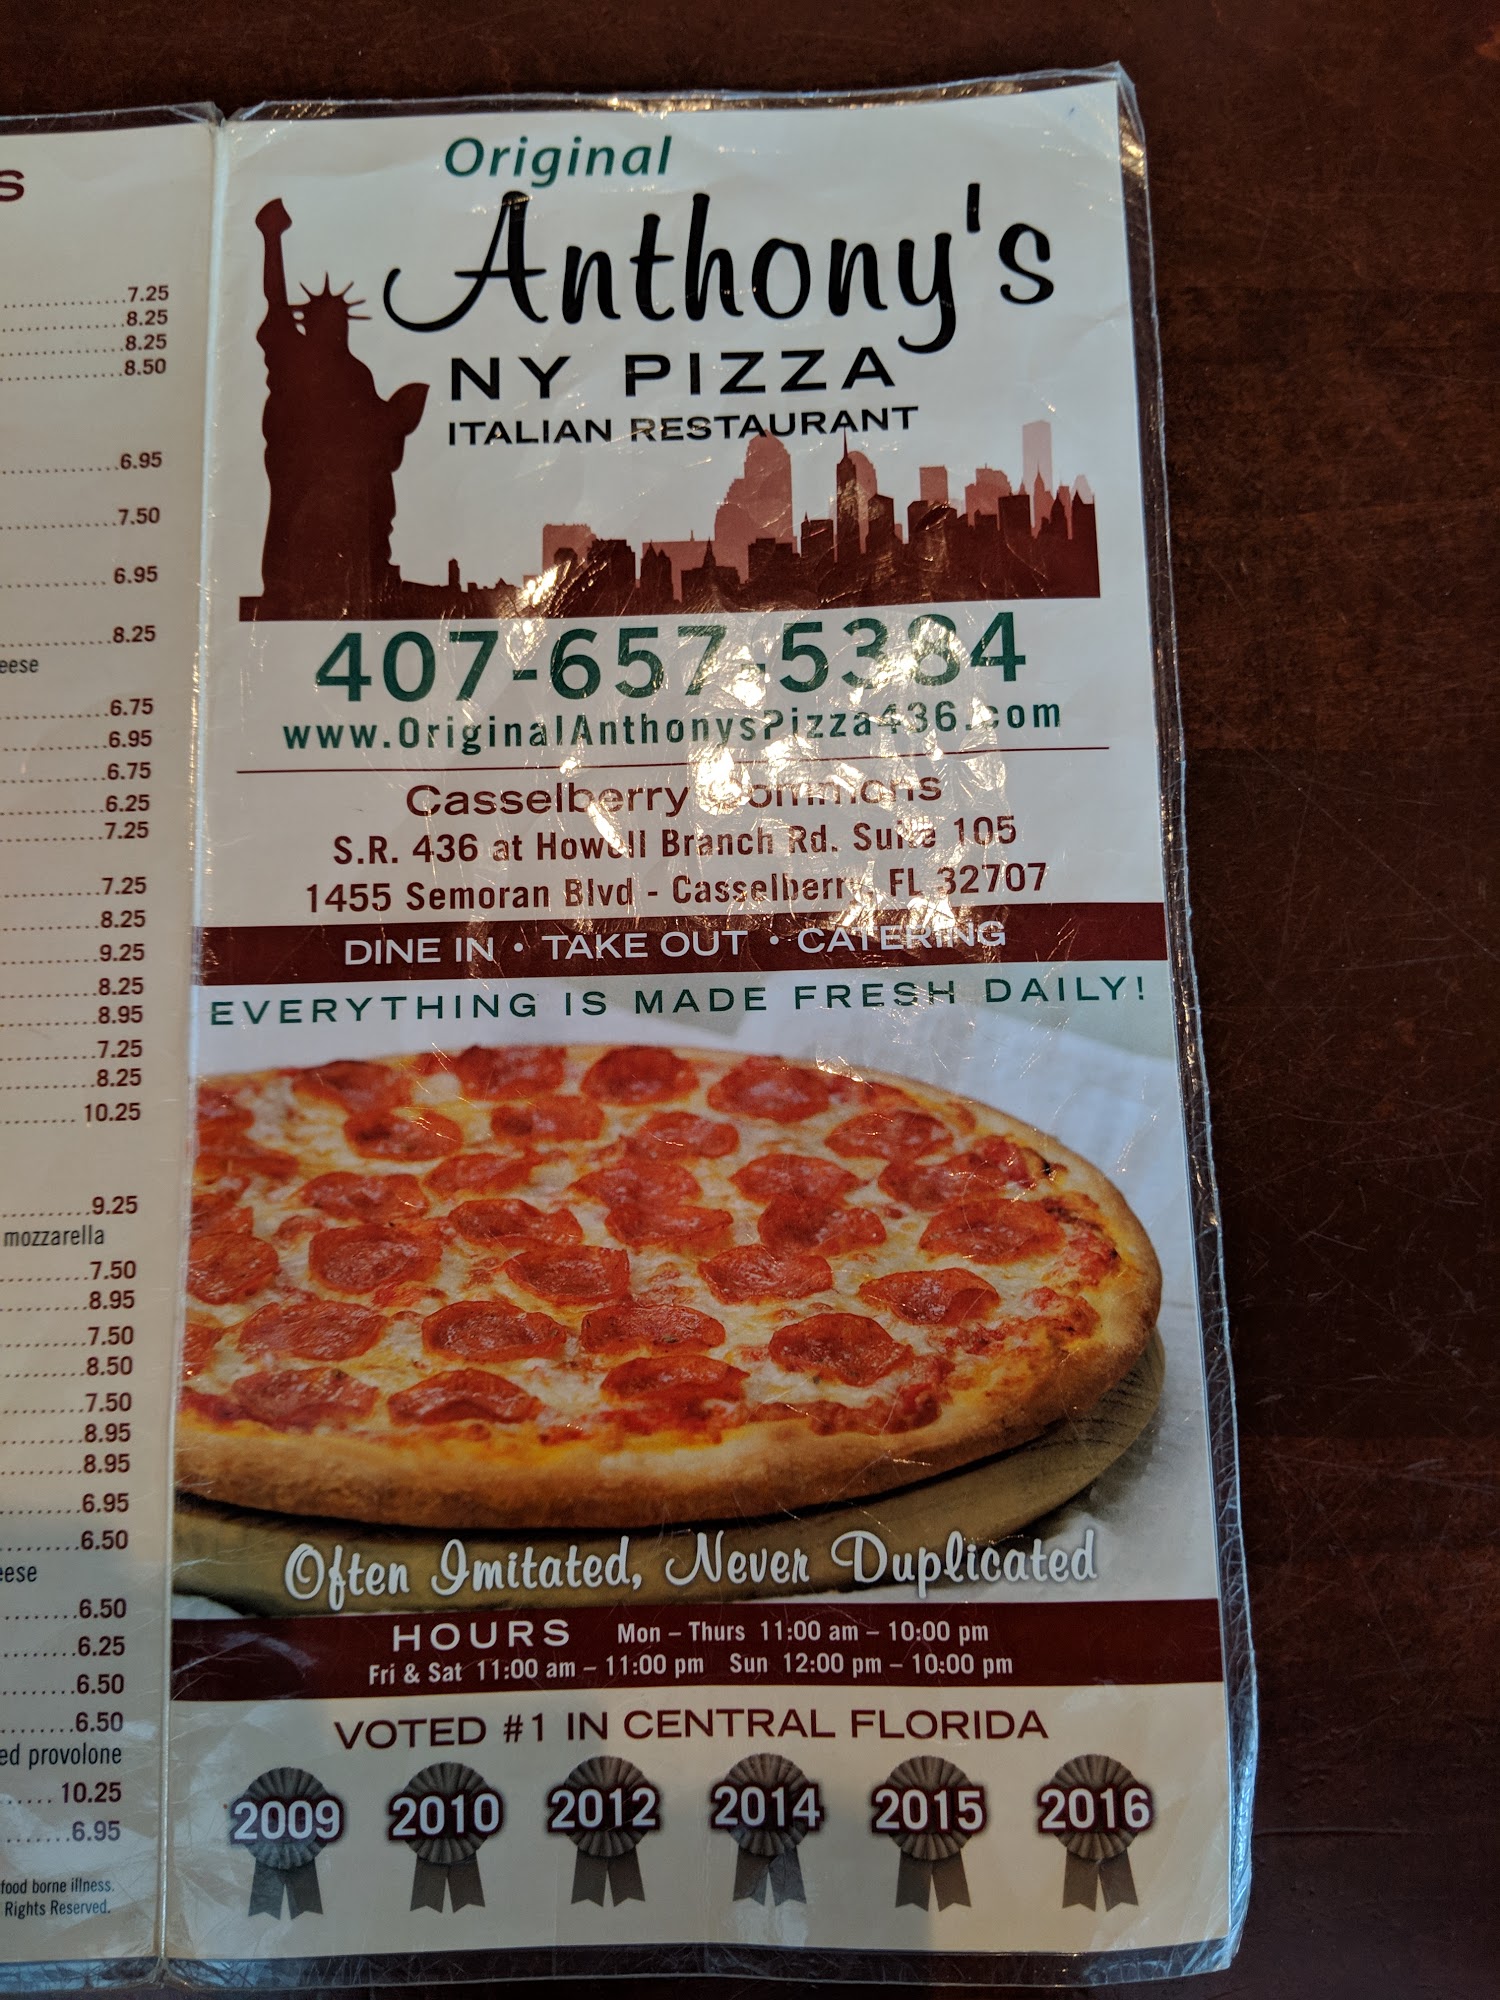 s
7.25
8.25
8.25
8.50
6.95
7.50
6.95
8.25
6.75
6.95
6.75
6.25
7.25
7.25
8.25
9.25
8.25
8.95
7.25
8.25
10.25
9.25
mozzarella
7.50
8.95
7.50
8.50
7.50
8.95
8.95
6.95
6.50
6.50
6.25
6.50
6.50
provolone
10.25
6.95
food borne illness.
Rights Reserved.
Original
Anthony's
NY PIZZA
ITALIAN RESTAURANT
407-657-5384
www.OriginalAnthonysPizza436.com
Casselberry Commons
S.R. 436 at Howell Branch Rd. Suite 105
1455 Semoran Blvd - Casselberry, FL 32707
DINE IN • TAKE OUT • CATERING
EVERYTHING IS MADE FRESH DAILY!
Often Imitated, Never Duplicated
HOURS Mon – Thurs 11:00 am – 10:00 pm
Fri & Sat 11:00 am – 11:00 pm Sun 12:00 pm – 10:00 pm
VOTED #1 IN CENTRAL FLORIDA
2009 2010 2012 2014 2015 2016